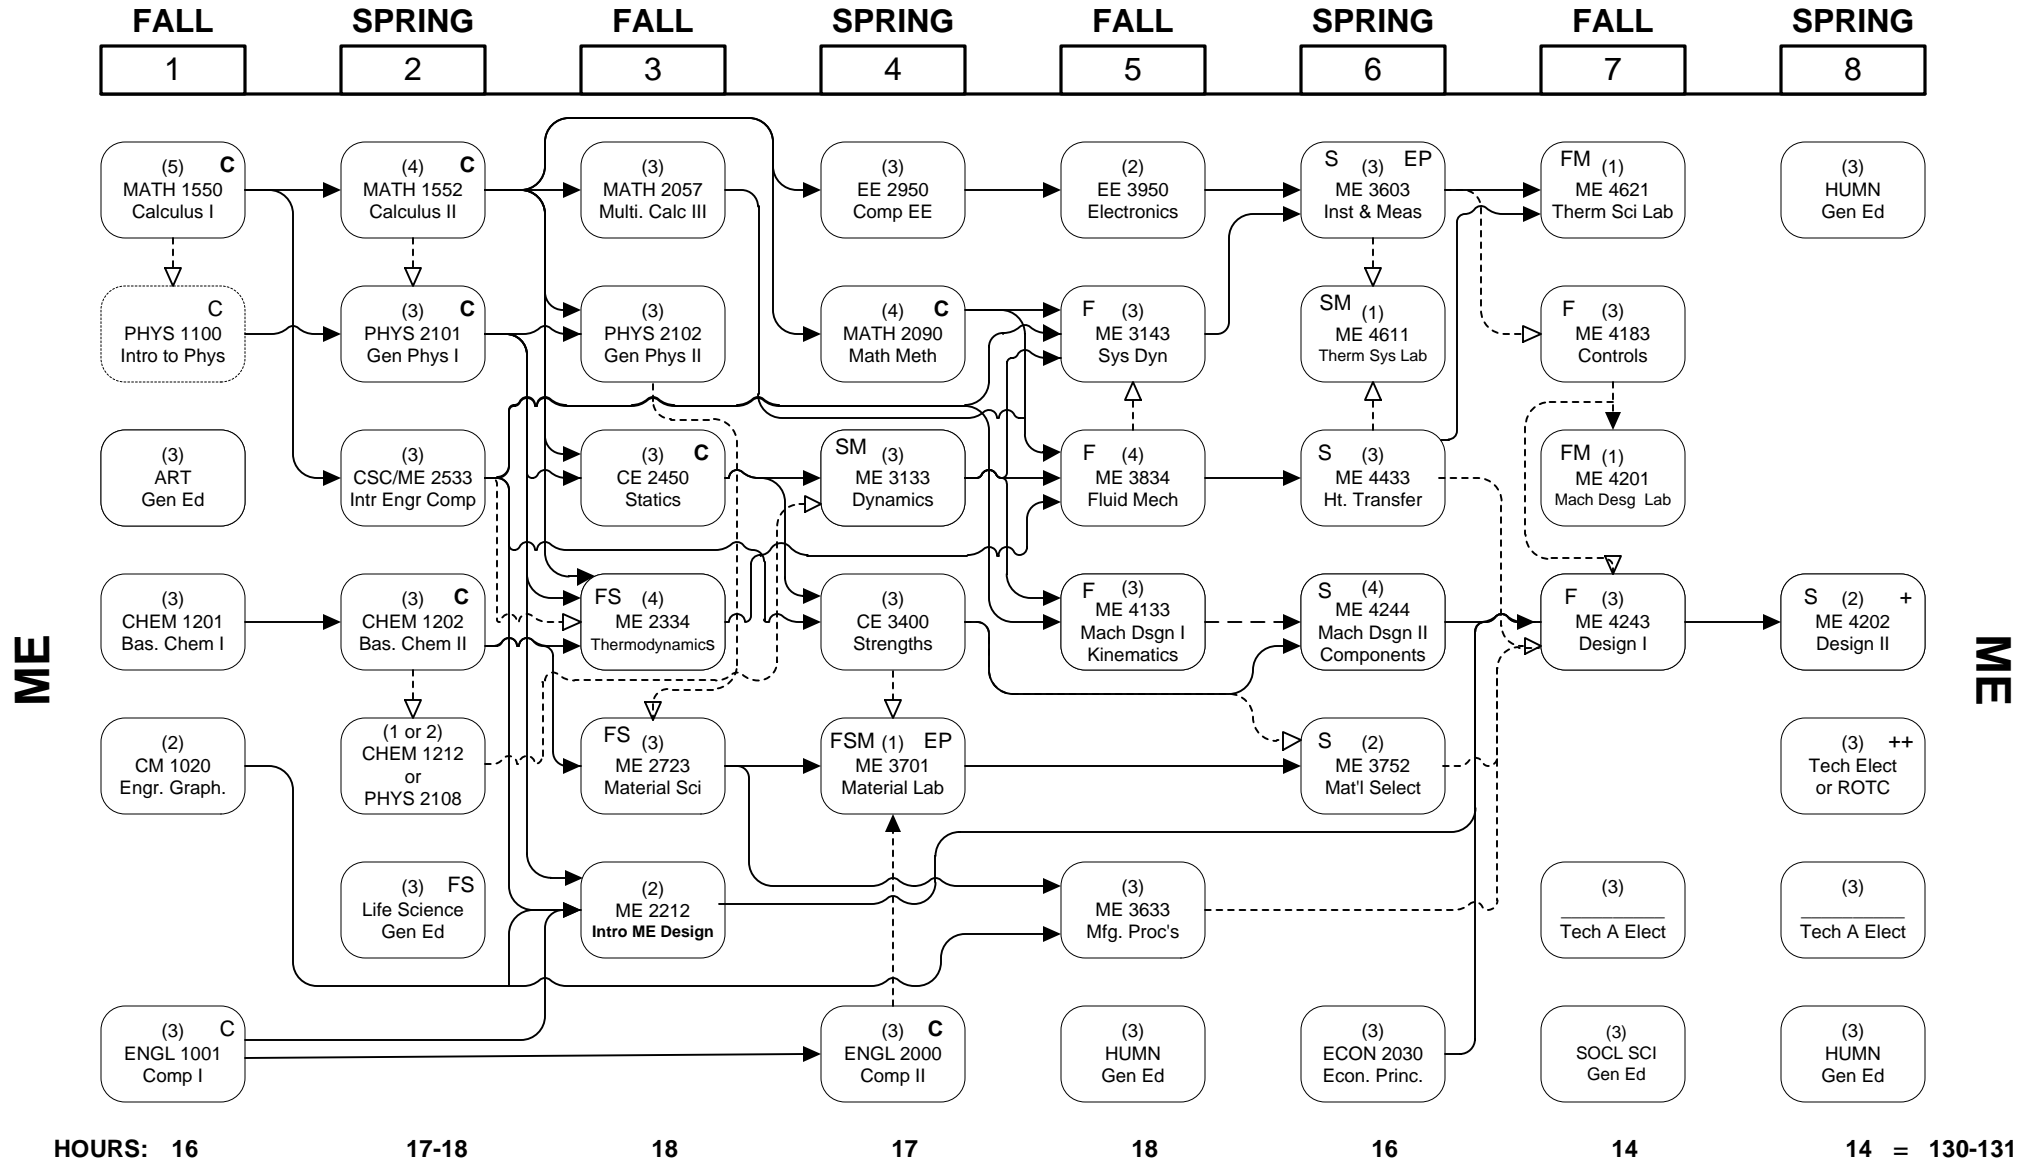 FALL SPRING FALL SPRING FALL SPRING FALL SPRING
1 2 3 4 5 6 7 8
(5) C
MATH 1550
Calculus I
(4) C
MATH 1552
Calculus II
(3)
MATH 2057
Multi. Calc III
(3)
EE 2950
Comp EE
(2)
EE 3950
Electronics
S (3) EP
ME 3603
Inst & Meas
FM (1)
ME 4621
Therm Sci Lab
(3)
HUMN
Gen Ed
C
PHYS 1100
Intro to Phys
(3) C
PHYS 2101
Gen Phys I
(3)
PHYS 2102
Gen Phys II
(4) C
MATH 2090
Math Meth
F (3)
ME 3143
Sys Dyn
SM (1)
ME 4611
Therm Sys Lab
F (3)
ME 4183
Controls
(3)
ART
Gen Ed
(3)
CSC/ME 2533
Intr Engr Comp
(3) C
CE 2450
Statics
SM (3)
ME 3133
Dynamics
F (4)
ME 3834
Fluid Mech
S (3)
ME 4433
Ht. Transfer
FM (1)
ME 4201
Mach Desg Lab
(3)
CHEM 1201
Bas. Chem I
(3) C
CHEM 1202
Bas. Chem II
FS (4)
ME 2334
Thermodynamics
(3)
CE 3400
Strengths
F (3)
ME 4133
Mach Dsgn I
Kinematics
S (4)
ME 4244
Mach Dsgn II
Components
F (3)
ME 4243
Design I
S (2) +
ME 4202
Design II
ME
ME
(2)
CM 1020
Engr. Graph.
(1 or 2)
CHEM 1212
or
PHYS 2108
FS (3)
ME 2723
Material Sci
FSM (1) EP
ME 3701
Material Lab
S (2)
ME 3752
Mat'l Select
(3) ++
Tech Elect
or ROTC
(3) FS
Life Science
Gen Ed
(2)
ME 2212
Intro ME Design
(3)
ME 3633
Mfg. Proc's
(3)
Tech A Elect
(3)
Tech A Elect
(3) C
ENGL 1001
Comp I
(3) C
ENGL 2000
Comp II
(3)
HUMN
Gen Ed
(3)
ECON 2030
Econ. Princ.
(3)
SOCL SCI
Gen Ed
(3)
HUMN
Gen Ed
HOURS: 16 17-18 18 17 18 16 14 14 = 130-131